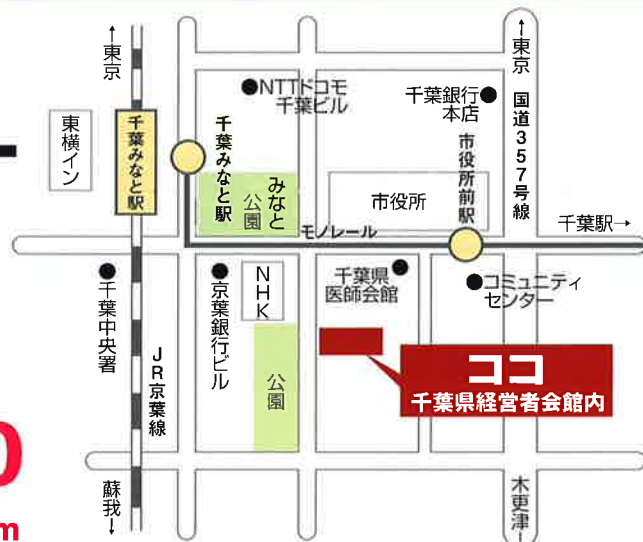 ←東京
←東京
国道357号線
NTTドコモ
千葉ビル
千葉銀行
本店
東横イン
千葉みなと駅
千葉みなと駅
みなと
公園
市役所
市役所前駅
モノレール
千葉駅→
千葉中央署
京葉銀行ビル
NHK
千葉県
医師会館
コミュニティ
センター
JR京葉線
公園
ココ
千葉県経営者会館内
蘇我→
木更津→
0
m